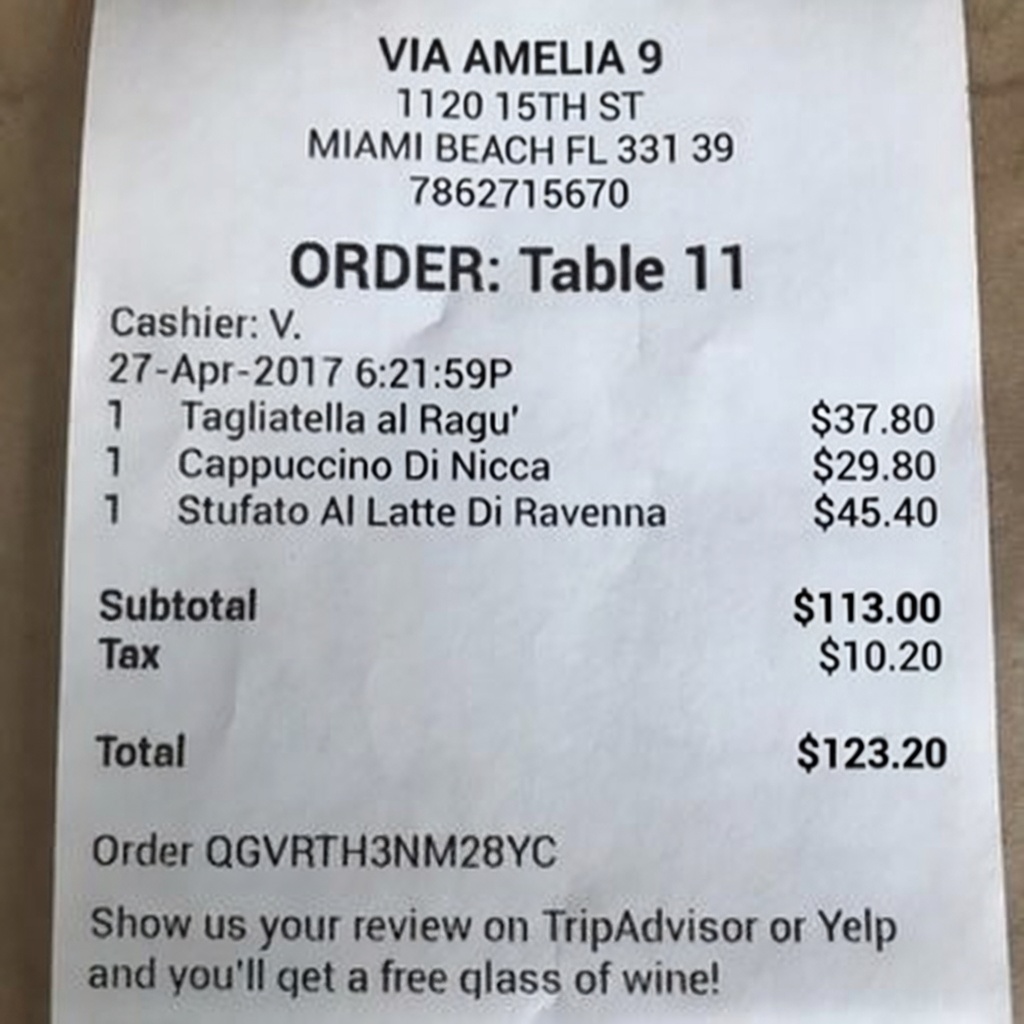 VIA AMELIA 9
1120 15TH ST
MIAMI BEACH FL 331 39
7862715670
ORDER: Table 11
Cashier: V.
27-Apr-2017 6:21:59P
1 Tagliatella al Ragu' $37.80
1 Cappuccino Di Nicca $29.80
1 Stufato Al Latte Di Ravenna $45.40
Subtotal $113.00
Tax $10.20
Total $123.20
Order QGVRTH3NM28YC
Show us your review on TripAdvisor or Yelp
and you'll get a free glass of wine!